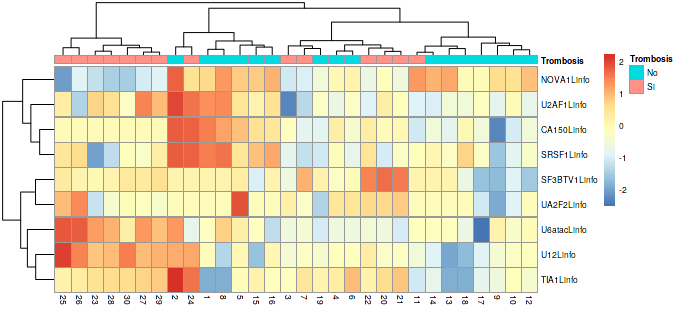 Trombosis
NOVA1Linfo
U2AF1Linfo
CA150Linfo
SRSF1Linfo
SF3BTV1Linfo
UA2F2Linfo
U6atacLinfo
U12Linfo
TIA1Linfo
25 26 23 28 30 27 29 2 24 1 8 5 15 16 3 7 19 4 6 22 20 21 11 14 13 18 17 9 10 12
2
1
0
-1
-2
Trombosis
No
Si